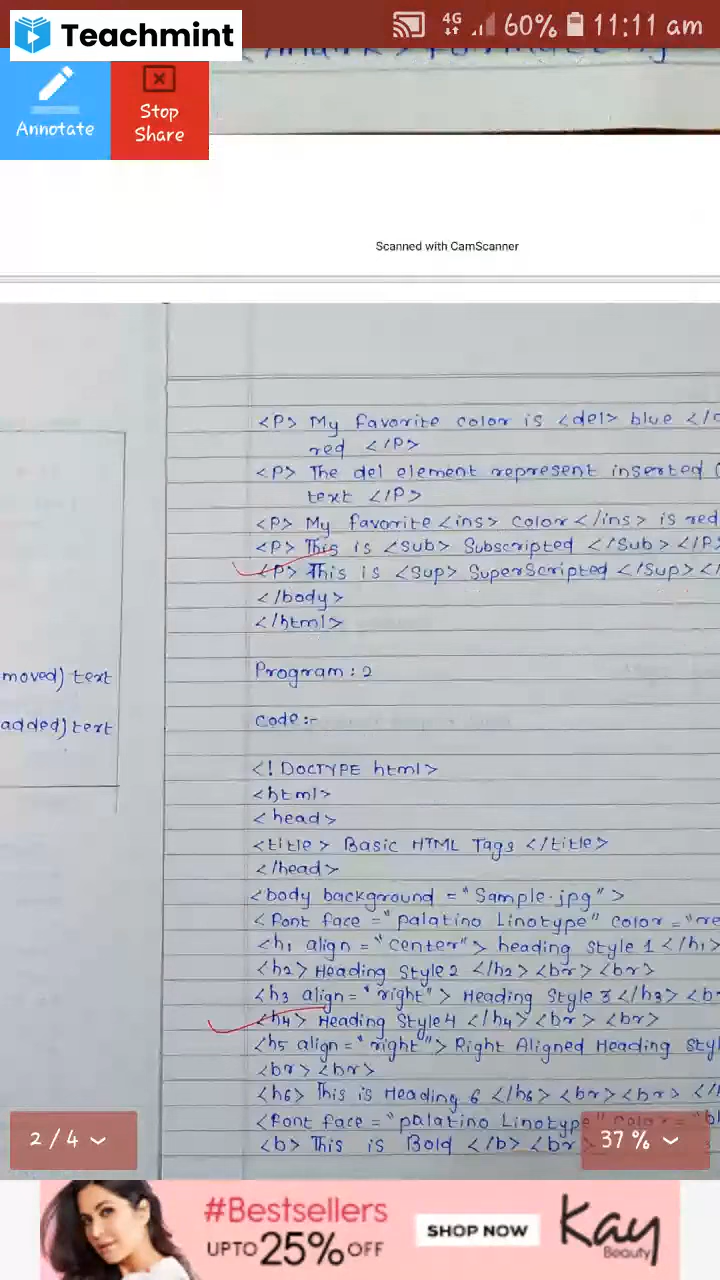 Teachmint
4G 60% 11:11 am
Annotate
Stop
Share
Scanned with CamScanner
<P> My favorite color is <del> blue </
red </P>
<P> The del element represent inserted (
text </P>
<P> My favorite <ins> color </ins> is red
<P> This is <sub> Subscripted </Sub> </P>
<P> This is <sup> SuperScripted </Sup> </
</body>
</html>
moved) text
added) text
Program : 2
Code :-
<! DOCTYPE html>
<html>
<head>
<title> Basic HTML Tags </title>
</head>
<body background = "Sample.jpg">
<font face = "palatino Linotype" color = "re
<h1 align = "center"> heading Style 1 </h1>
<h2> Heading Style 2 </h2> <br> <br>
<h3 align = "right"> Heading Style 3 </h3> <b
<h4> Heading Style 4 </h4> <br> <br>
<h5 align = "right"> Right Aligned Heading Sty
<br> <br>
<h6> This is Heading 6 </h6> <br> <br> </
<font face = "palatino Linotype" color = "bl
<b> This is Bold </b> <br
2 / 4
37 %
#Bestsellers
UPTO 25% OFF
SHOP NOW
Kay
Beauty